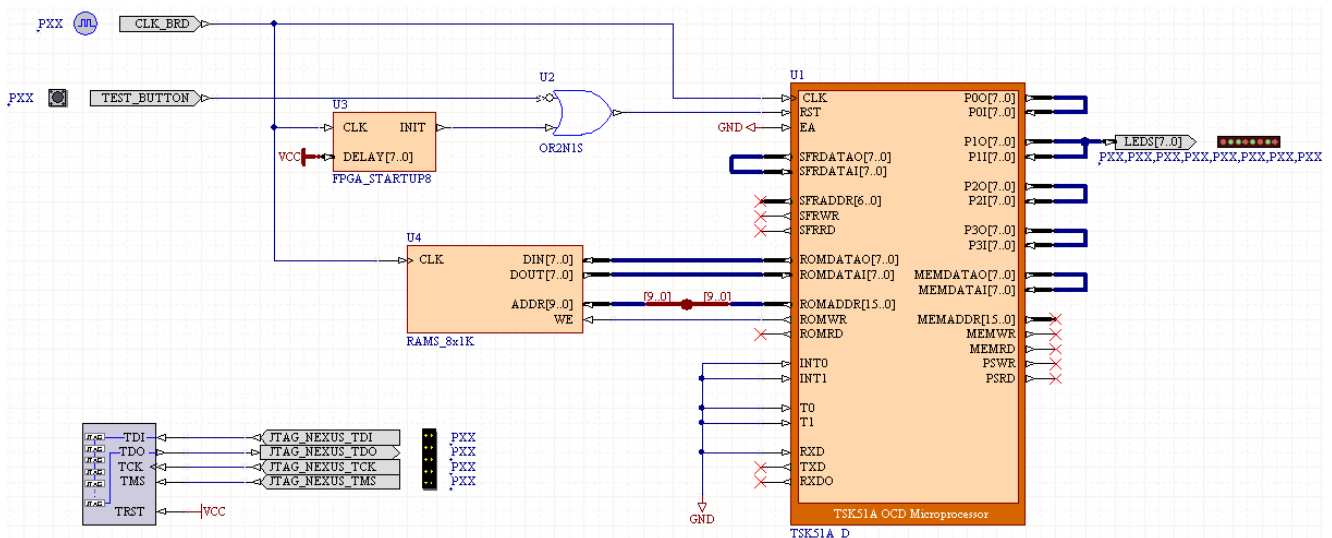 PXX
CLK_BRD
PXX
TEST_BUTTON
U3
CLK
INIT
DELAY[7..0]
VCC
FPGA_STARTUP8
U2
OR2N1S
U4
CLK
DIN[7..0]
DOUT[7..0]
ADDR[9..0]
WE
RAMS_8x1K
[9..0]
[9..0]
GND
U1
CLK
RST
EA
SFRDATAO[7..0]
SFRDATAI[7..0]
SFRADDR[6..0]
SFRWR
SFRRD
ROMDATAO[7..0]
ROMDATAI[7..0]
ROMADDR[15..0]
ROMWR
ROMRD
INT0
INT1
T0
T1
RXD
TXD
RXDO
P0O[7..0]
P0I[7..0]
P1O[7..0]
P1I[7..0]
P2O[7..0]
P2I[7..0]
P3O[7..0]
P3I[7..0]
MEMDATAO[7..0]
MEMDATAI[7..0]
MEMADDR[15..0]
MEMWR
MEMRD
PSWR
PSRD
TSK51A OCD Microprocessor
TSK51A_D
LEDS[7..0]
PXX,PXX,PXX,PXX,PXX,PXX,PXX,PXX
GND
JTAG
JTAG
JTAG
JTAG
JTAG
JTAG
TDI
TDO
TCK
TMS
TRST
VCC
JTAG_NEXUS_TDI
JTAG_NEXUS_TDO
JTAG_NEXUS_TCK
JTAG_NEXUS_TMS
PXX
PXX
PXX
PXX